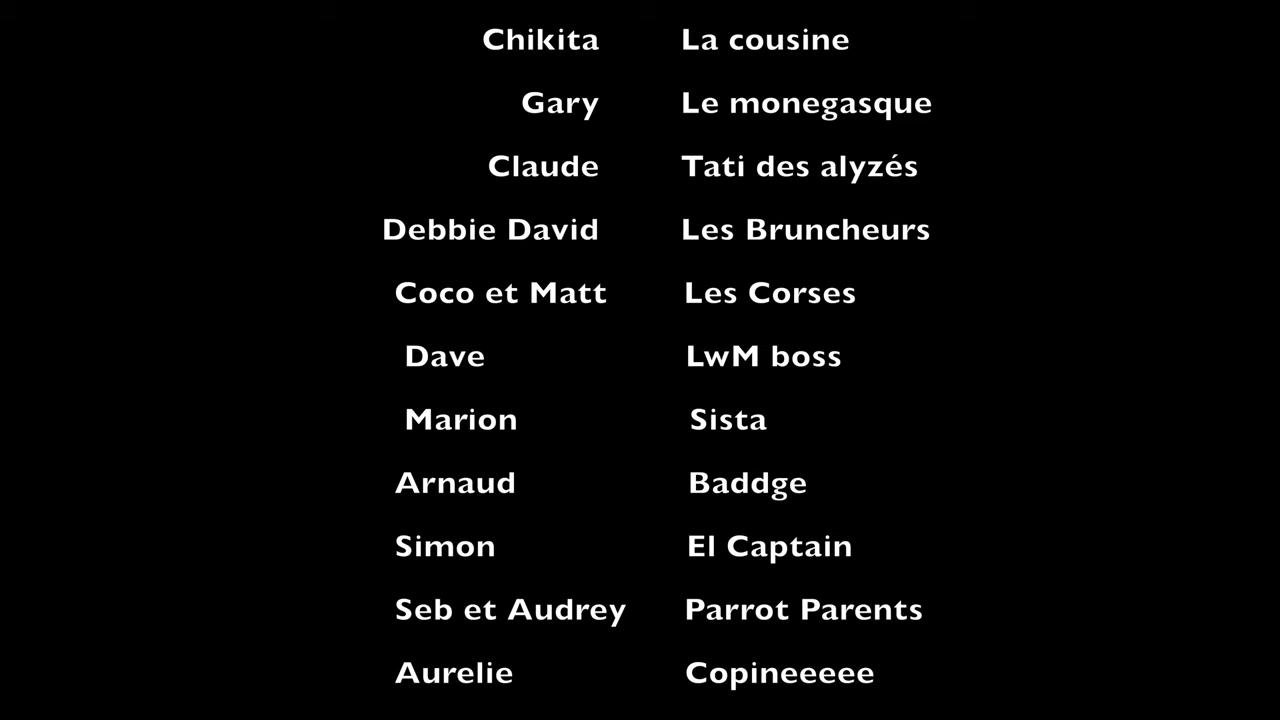 Chikita La cousine
Gary Le monegasque
Claude Tati des alyzés
Debbie David Les Bruncheurs
Coco et Matt Les Corses
Dave LwM boss
Marion Sista
Arnaud Baddge
Simon El Captain
Seb et Audrey Parrot Parents
Aurelie Copineeeee